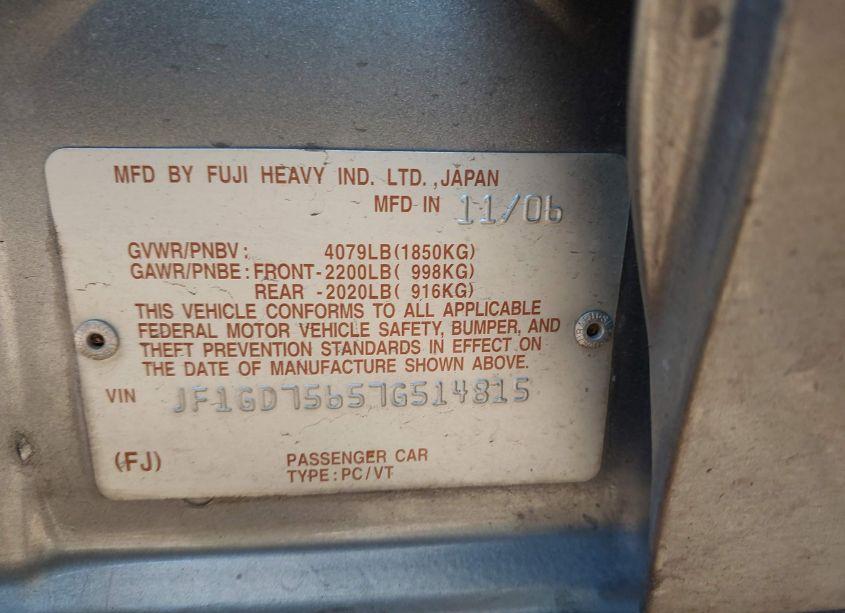 MFD BY FUJI HEAVY IND. LTD. ,JAPAN
MFD IN 11/06
GVWR/PNBV: 4079LB(1850KG)
GAWR/PNBE: FRONT-2200LB( 998KG)
REAR -2020LB( 916KG)
THIS VEHICLE CONFORMS TO ALL APPLICABLE
FEDERAL MOTOR VEHICLE SAFETY, BUMPER, AND
THEFT PREVENTION STANDARDS IN EFFECT ON
THE DATE OF MANUFACTURE SHOWN ABOVE.
VIN JF1GD75657G514815
(FJ) PASSENGER CAR
TYPE:PC/VT